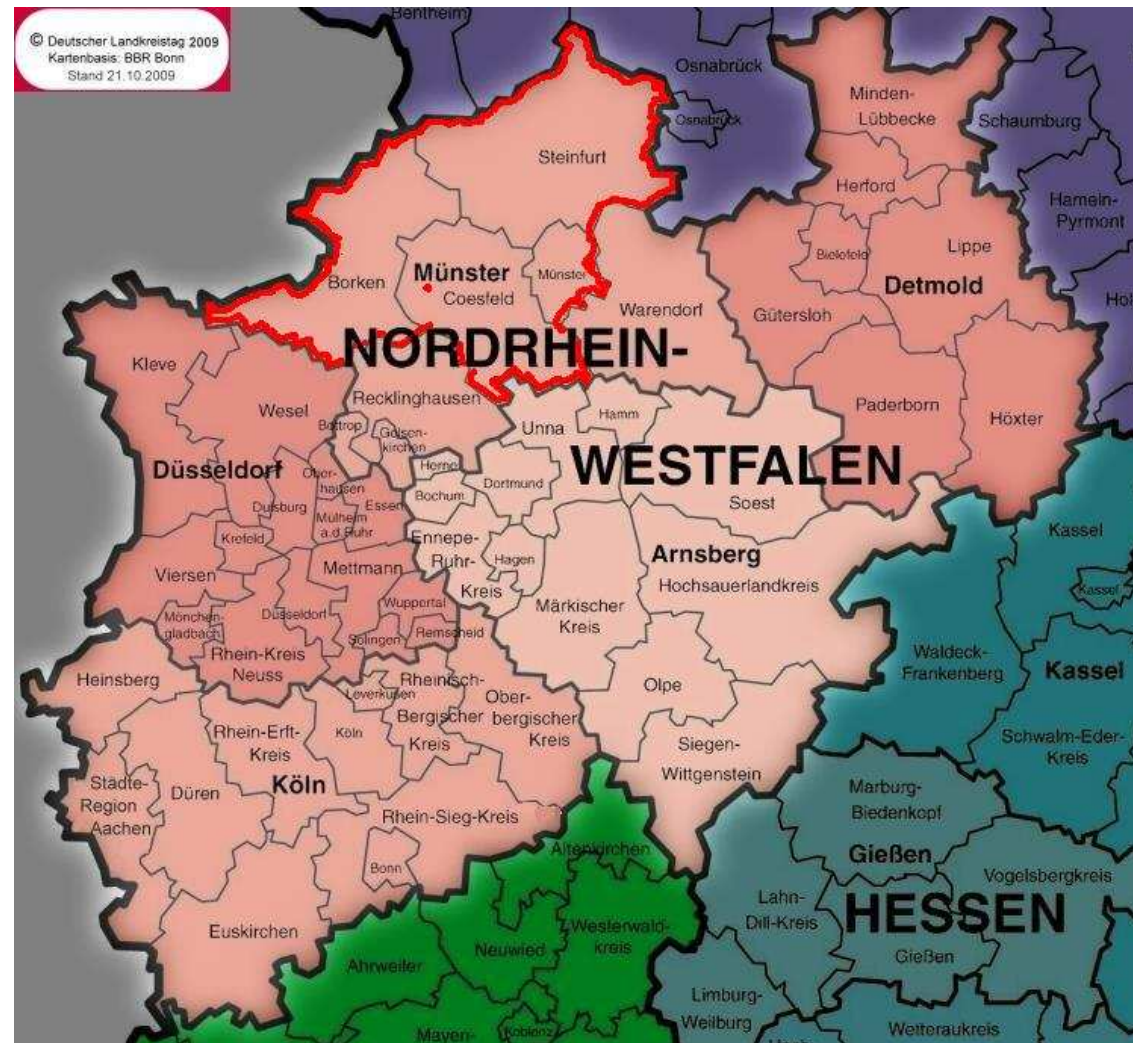 © Deutscher Landkreistag 2009
Kartenbasis: BBR Bonn
Stand 21.10.2009
Bentheim
Osnabrück
Osnabrück
Minden-
Lübbecke
Schaumburg
Steinfurt
Herford
Hameln-
Pyrmont
Borken
Münster
Coesfeld
Münster
Bielefeld
Lippe
Detmold
Hol
Warendorf
Gütersloh
NORDRHEIN-
Kleve
Wesel
Recklinghausen
Paderborn
Höxter
Unna
Hamm
Bottrop
Gelsen-
kirchen
WESTFALEN
Düsseldorf
Ober-
hausen
Herne
Dortmund
Bochum
Soest
Duisburg
Essen
Mülheim
a.d.Ruhr
Krefeld
Ennepe-
Ruhr-
Kreis
Hagen
Arnsberg
Hochsauerlandkreis
Kassel
Kassel
Viersen
Mettmann
Märkischer
Kreis
Mönchen-
gladbach
Düsseldorf
Wuppertal
Solingen
Remscheid
Rhein-Kreis
Neuss
Waldeck-
Frankenberg
Kassel
Heinsberg
Leverkusen
Rheinisch-
Bergischer
Kreis
Ober-
bergischer
Kreis
Olpe
Rhein-Erft-
Kreis
Köln
Siegen-
Wittgenstein
Schwalm-Eder-
Kreis
Städte-
Region
Aachen
Düren
Köln
Rhein-Sieg-Kreis
Marburg-
Biedenkopf
Bonn
Altenkirchen
Gießen
Vogelsbergkreis
Lahn-
Dill-Kreis
HESSEN
Euskirchen
Neuwied
Westerwald-
kreis
Gießen
Ahrweiler
Limburg-
Weilburg
Mayen-
Koblenz
Wetteraukreis